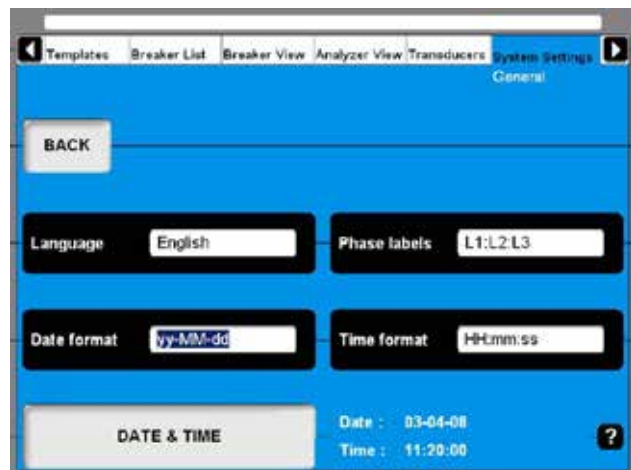 Templates Breaker List Breaker View Analyzer View Transducers System Settings
General
BACK
Language English Phase labels L1:L2:L3
Date format yy-MM-dd Time format HH:mm:ss
DATE & TIME
Date : 03-04-08
Time : 11:20:00
?